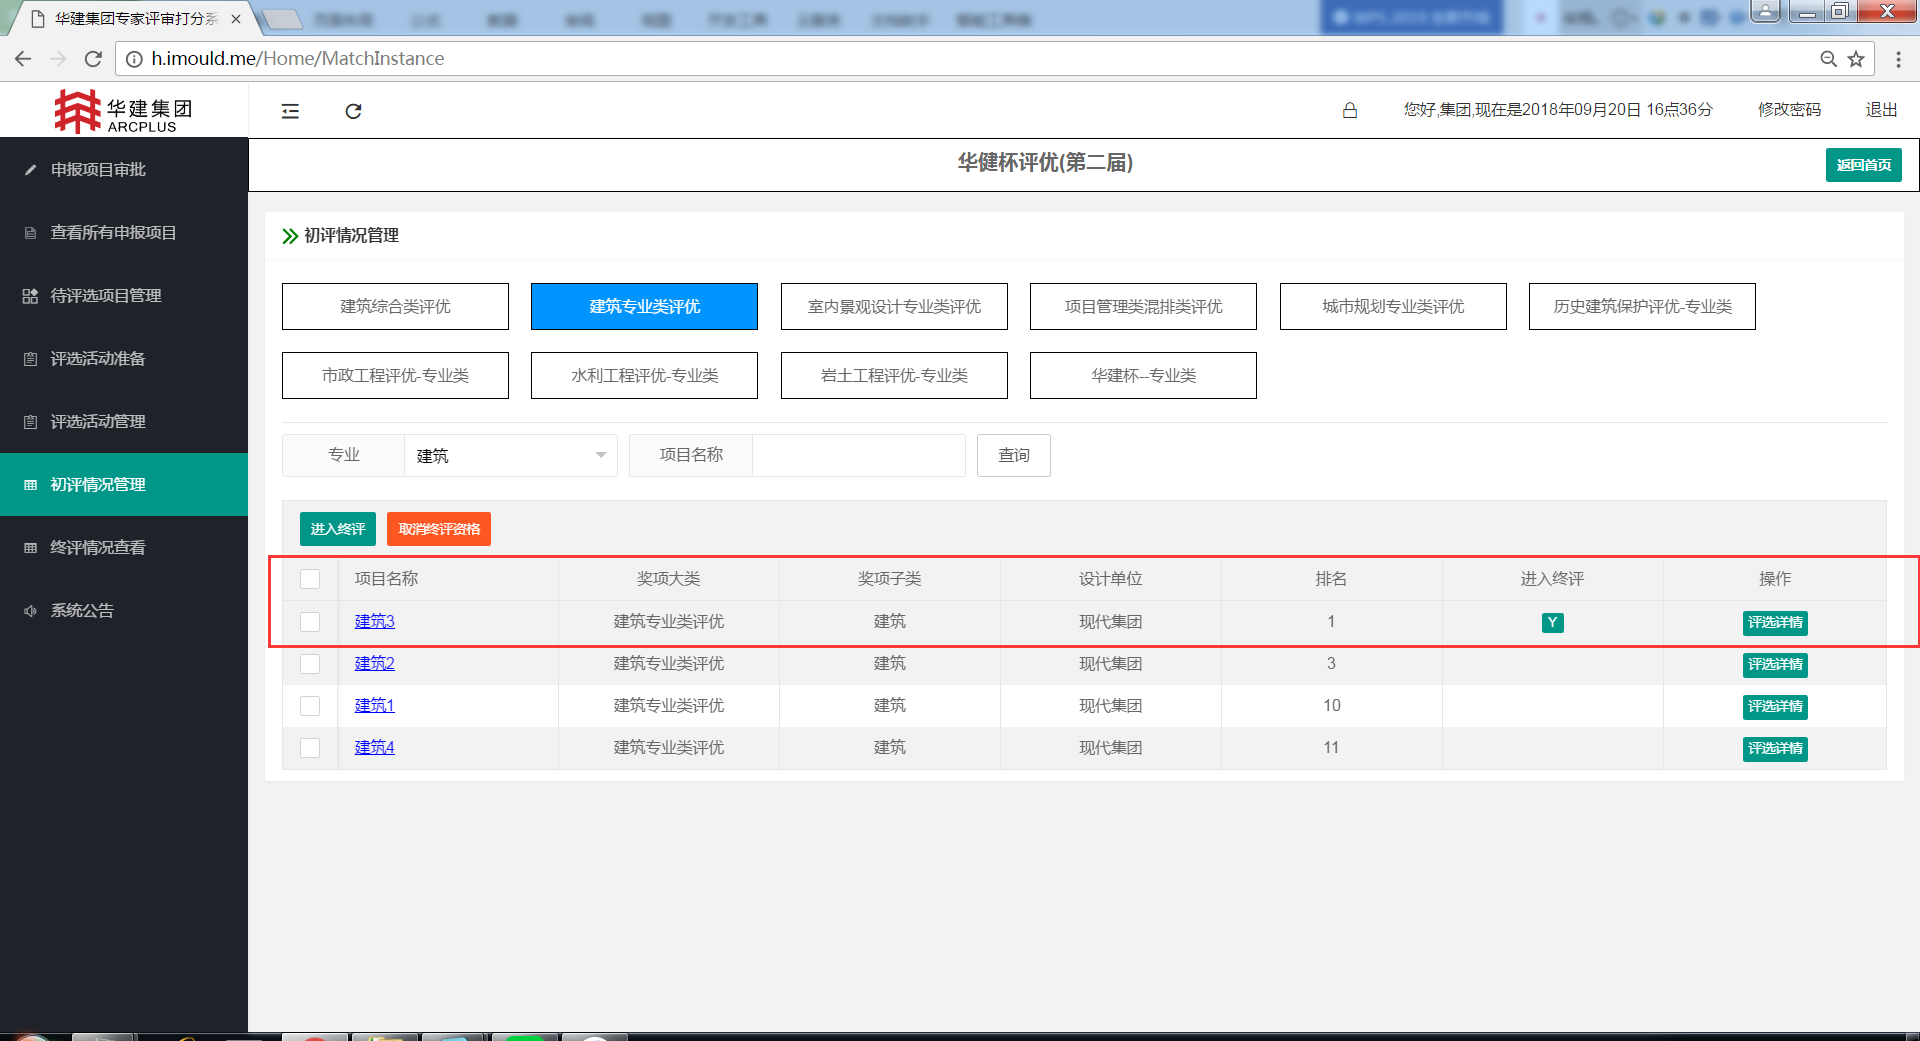 华建集团专家评审打分系
h.imould.me/Home/MatchInstance
华建集团
ARCPLUS
您好,集团,现在是2018年09月20日 16点36分
修改密码
退出
华健杯评优(第二届)
返回首页
申报项目审批
查看所有申报项目
待评选项目管理
评选活动准备
评选活动管理
初评情况管理
终评情况查看
系统公告
初评情况管理
建筑综合类评优
建筑专业类评优
室内景观设计专业类评优
项目管理类混排类评优
城市规划专业类评优
历史建筑保护评优-专业类
市政工程评优-专业类
水利工程评优-专业类
岩土工程评优-专业类
华建杯--专业类
专业 建筑 项目名称 查询
进入终评 取消终评资格
项目名称 奖项大类 奖项子类 设计单位 排名 进入终评 操作
建筑3 建筑专业类评优 建筑 现代集团 1 Y 评选详情
建筑2 建筑专业类评优 建筑 现代集团 3 评选详情
建筑1 建筑专业类评优 建筑 现代集团 10 评选详情
建筑4 建筑专业类评优 建筑 现代集团 11 评选详情